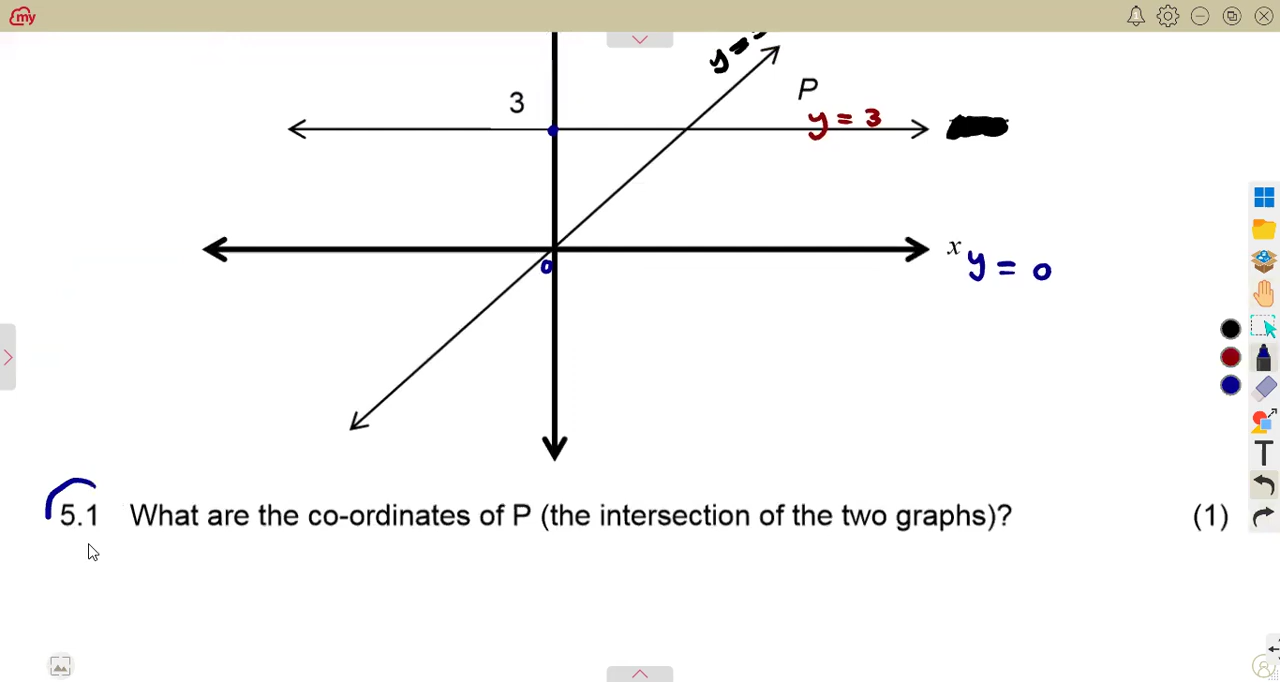 my
y =
P
3
y = 3
x
y = 0
0
5.1 What are the co-ordinates of P (the intersection of the two graphs)? (1)
T